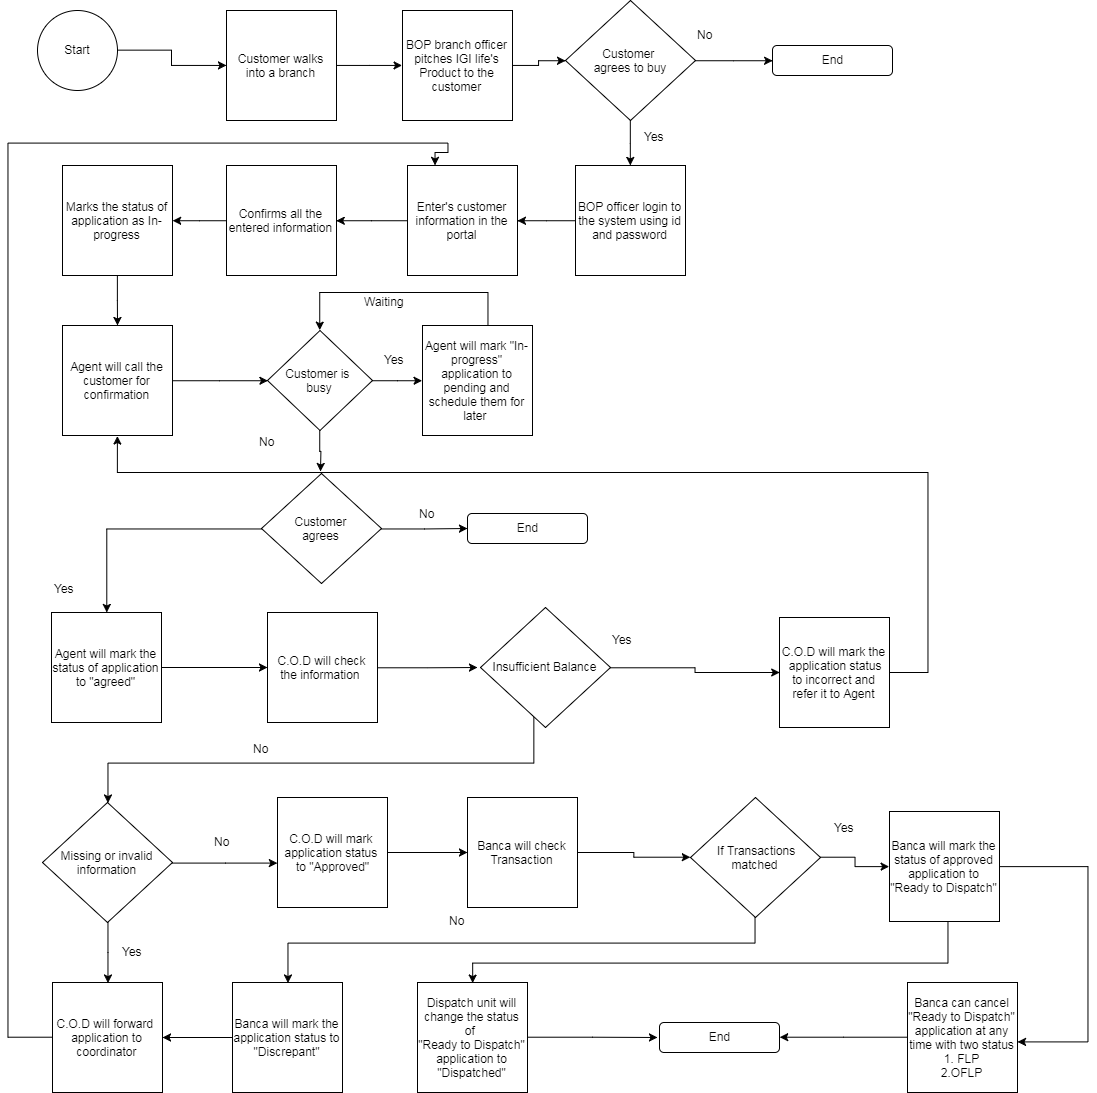 Start
Customer walks
into a branch
BOP branch officer
pitches IGI life's
Product to the
customer
Customer
agrees to buy
No
End
Yes
Marks the status of
application as In-
progress
Confirms all the
entered information
Enter's customer
information in the
portal
BOP officer login to
the system using id
and password
Waiting
Agent will call the
customer for
confirmation
Customer is
busy
Yes
Agent will mark "In-
progress"
application to
pending and
schedule them for
later
No
Customer
agrees
No
End
Yes
Agent will mark the
status of application
to "agreed"
C.O.D will check
the information
Insufficient Balance
Yes
C.O.D will mark the
application status
to incorrect and
refer it to Agent
No
Missing or invalid
information
No
C.O.D will mark
application status
to "Approved"
Banca will check
Transaction
If Transactions
matched
Yes
Banca will mark the
status of approved
application to
"Ready to Dispatch"
No
Yes
C.O.D will forward
application to
coordinator
Banca will mark the
application status to
"Discrepant"
Dispatch unit will
change the status
of
"Ready to Dispatch"
application to
"Dispatched"
End
Banca can cancel
"Ready to Dispatch"
application at any
time with two status
1. FLP
2.OFLP